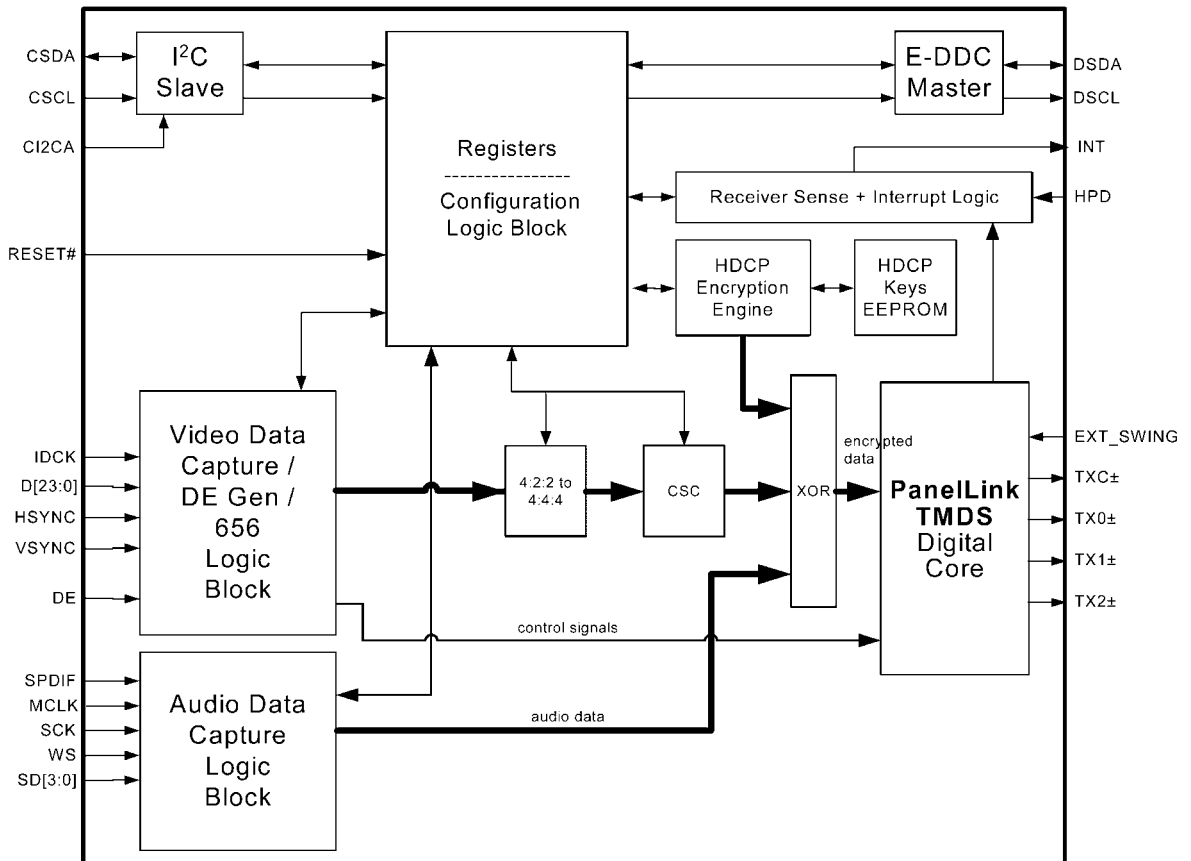 CSDA
CSCL
CI2CA
RESET#
I²C
Slave
Registers
----------------
Configuration
Logic Block
E-DDC
Master
DSDA
DSCL
INT
HPD
Receiver Sense + Interrupt Logic
HDCP
Encryption
Engine
HDCP
Keys
EEPROM
IDCK
D[23:0]
HSYNC
VSYNC
DE
Video Data
Capture /
DE Gen /
656
Logic
Block
4:2:2 to
4:4:4
CSC
XOR
encrypted
data
PanelLink
TMDS
Digital
Core
EXT_SWING
TXC±
TX0±
TX1±
TX2±
control signals
SPDIF
MCLK
SCK
WS
SD[3:0]
Audio Data
Capture
Logic
Block
audio data